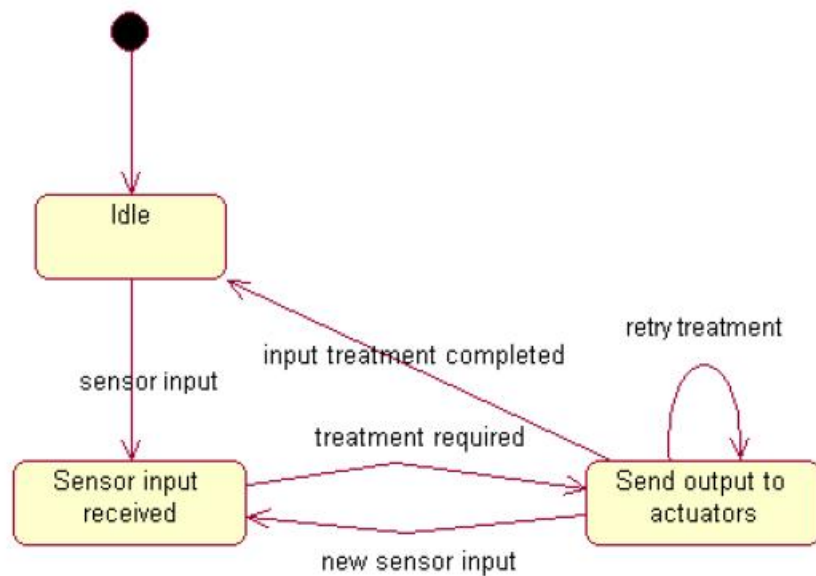 Idle
retry treatment
input treatment completed
sensor input
treatment required
Sensor input
received
Send output to
actuators
new sensor input